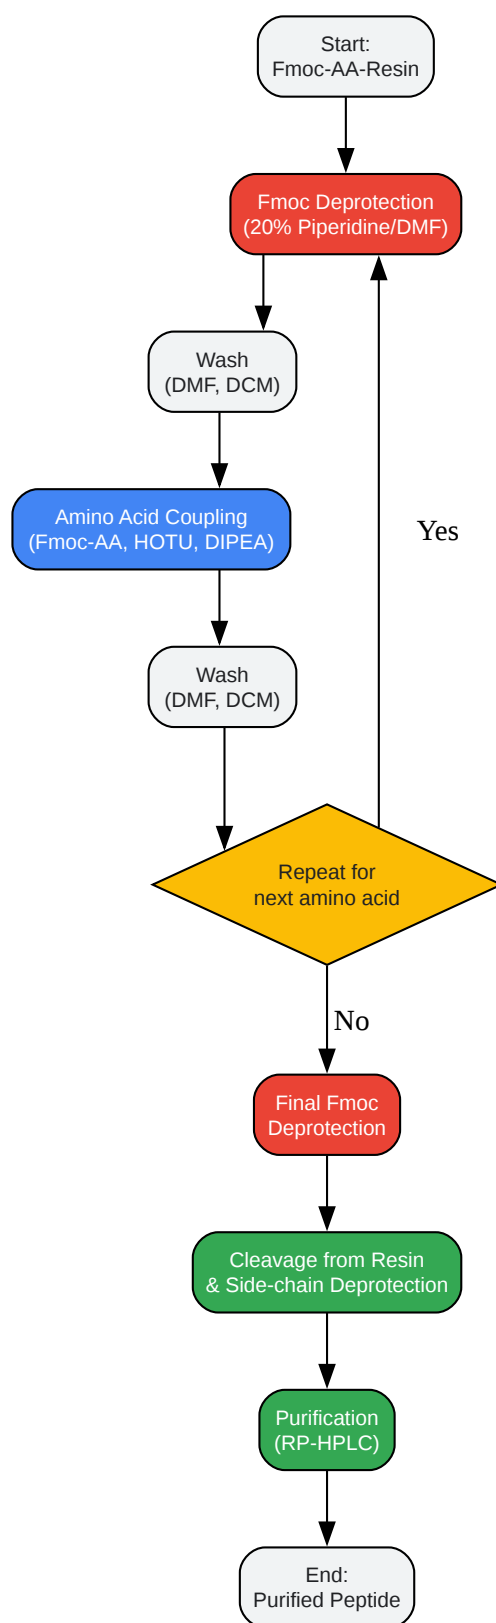 Start:
Fmoc-AA-Resin
Fmoc Deprotection
(20% Piperidine/DMF)
Wash
(DMF, DCM)
Amino Acid Coupling
(Fmoc-AA, HOTU, DIPEA)
Yes
Wash
(DMF, DCM)
Repeat for
next amino acid
No
Final Fmoc
Deprotection
Cleavage from Resin
& Side-chain Deprotection
Purification
(RP-HPLC)
End:
Purified Peptide